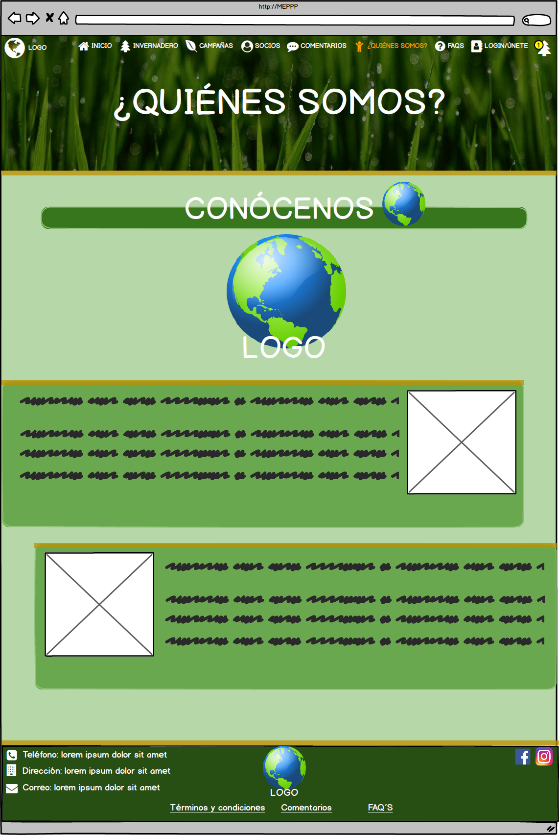 http://MEPPP
LOGO INICIO INVERNADERO CAMPAÑAS SOCIOS COMENTARIOS ¿QUIÉNES SOMOS? FAQS LOGIN/ÚNETE 1
¿QUIÉNES SOMOS?
CONÓCENOS
LOGO
Teléfono: lorem ipsum dolor sit amet
Dirección: lorem ipsum dolor sit amet
Correo: lorem ipsum dolor sit amet
LOGO
Términos y condiciones Comentarios FAQ'S